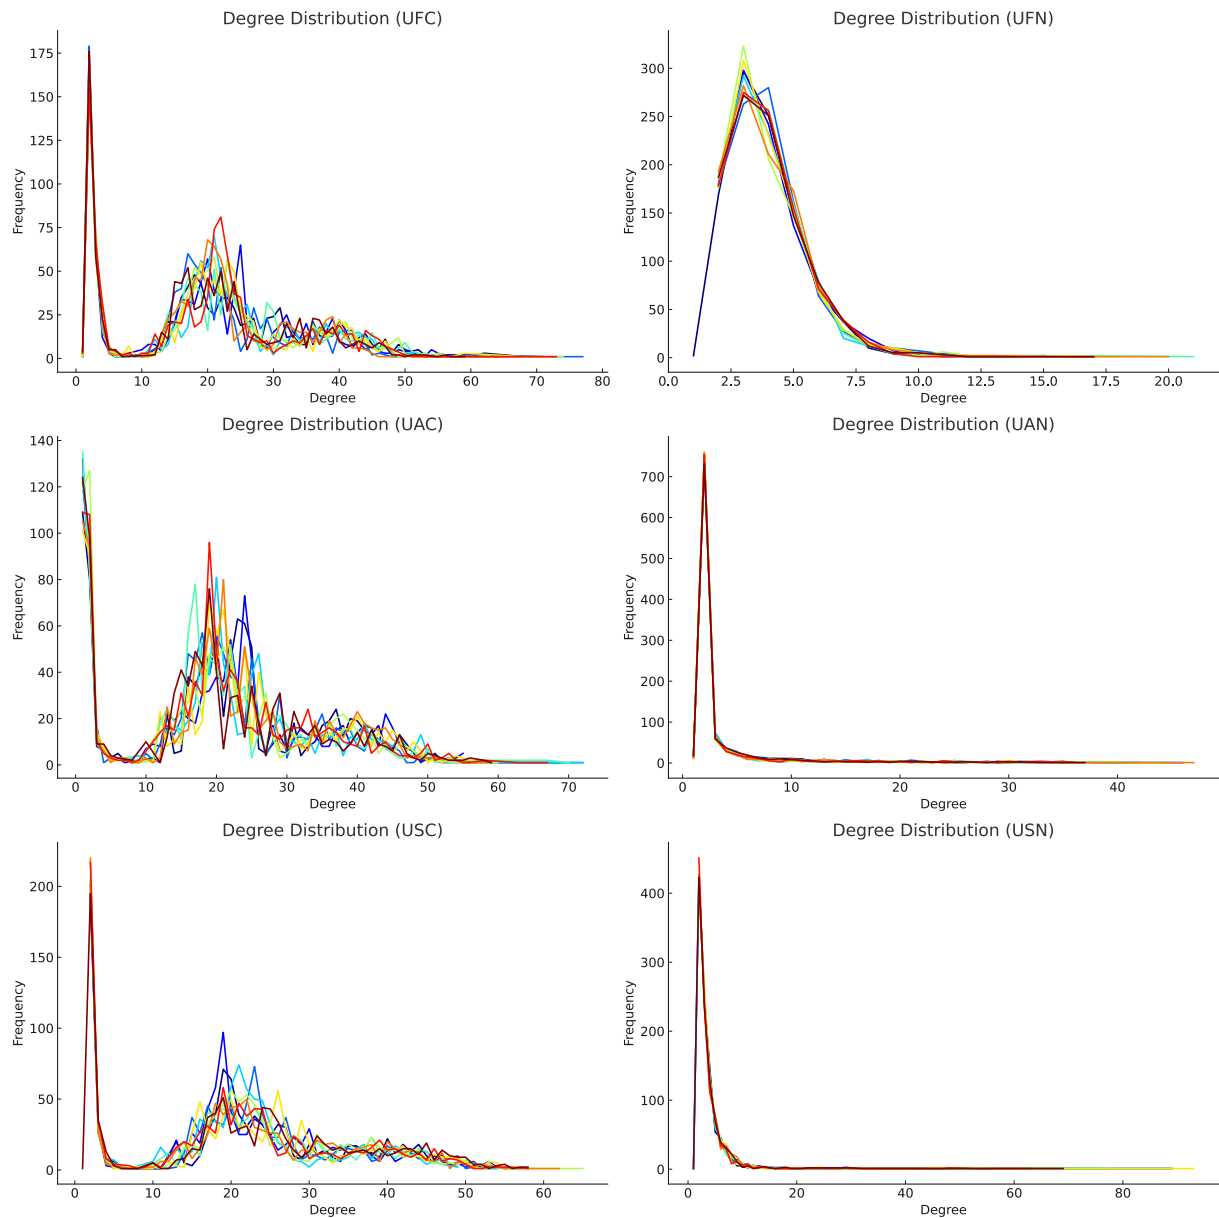 Degree Distribution (UFC)
Frequency
175
150
125
100
75
50
25
0
0 10 20 30 40 50 60 70 80
Degree
Degree Distribution (UFN)
Frequency
300
250
200
150
100
50
0
0.0 2.5 5.0 7.5 10.0 12.5 15.0 17.5 20.0
Degree
Degree Distribution (UAC)
Frequency
140
120
100
80
60
40
20
0
0 10 20 30 40 50 60 70
Degree
Degree Distribution (UAN)
Frequency
700
600
500
400
300
200
100
0
0 10 20 30 40
Degree
Degree Distribution (USC)
Frequency
200
150
100
50
0
0 10 20 30 40 50 60
Degree
Degree Distribution (USN)
Frequency
400
300
200
100
0
0 20 40 60 80
Degree